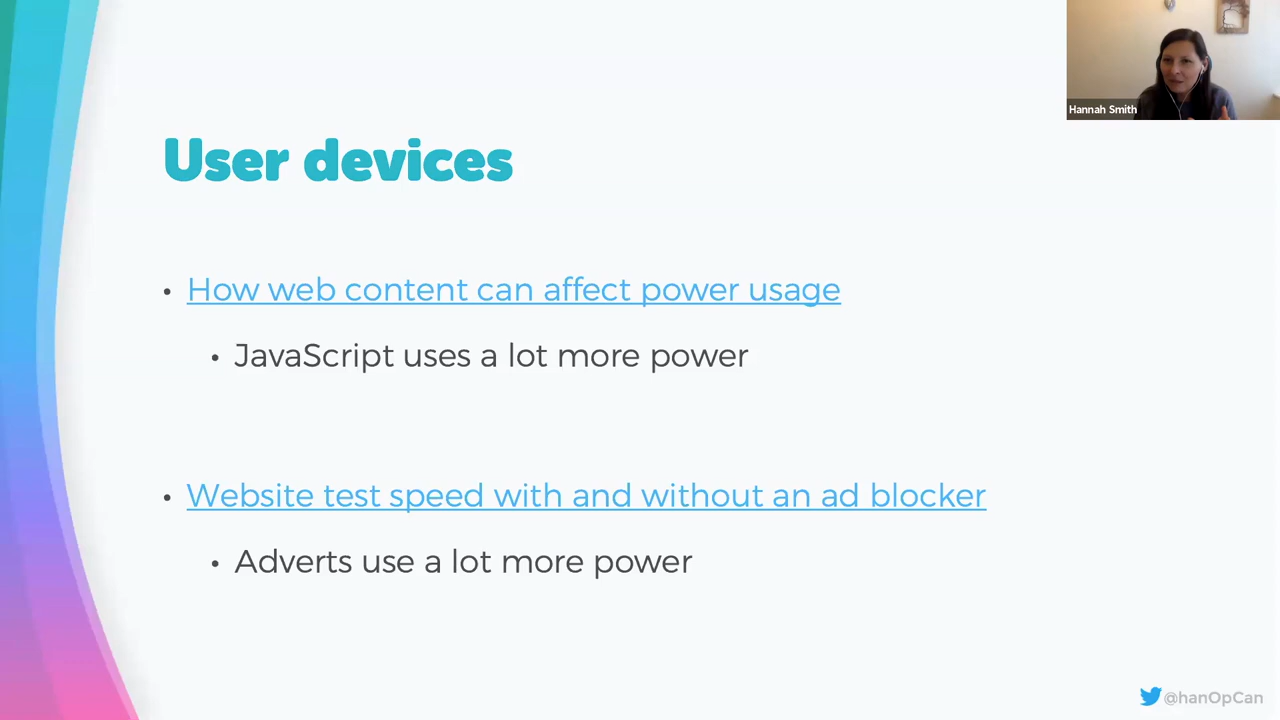 Hannah Smith
User devices
How web content can affect power usage
JavaScript uses a lot more power
Website test speed with and without an ad blocker
Adverts use a lot more power
@hanOpCan